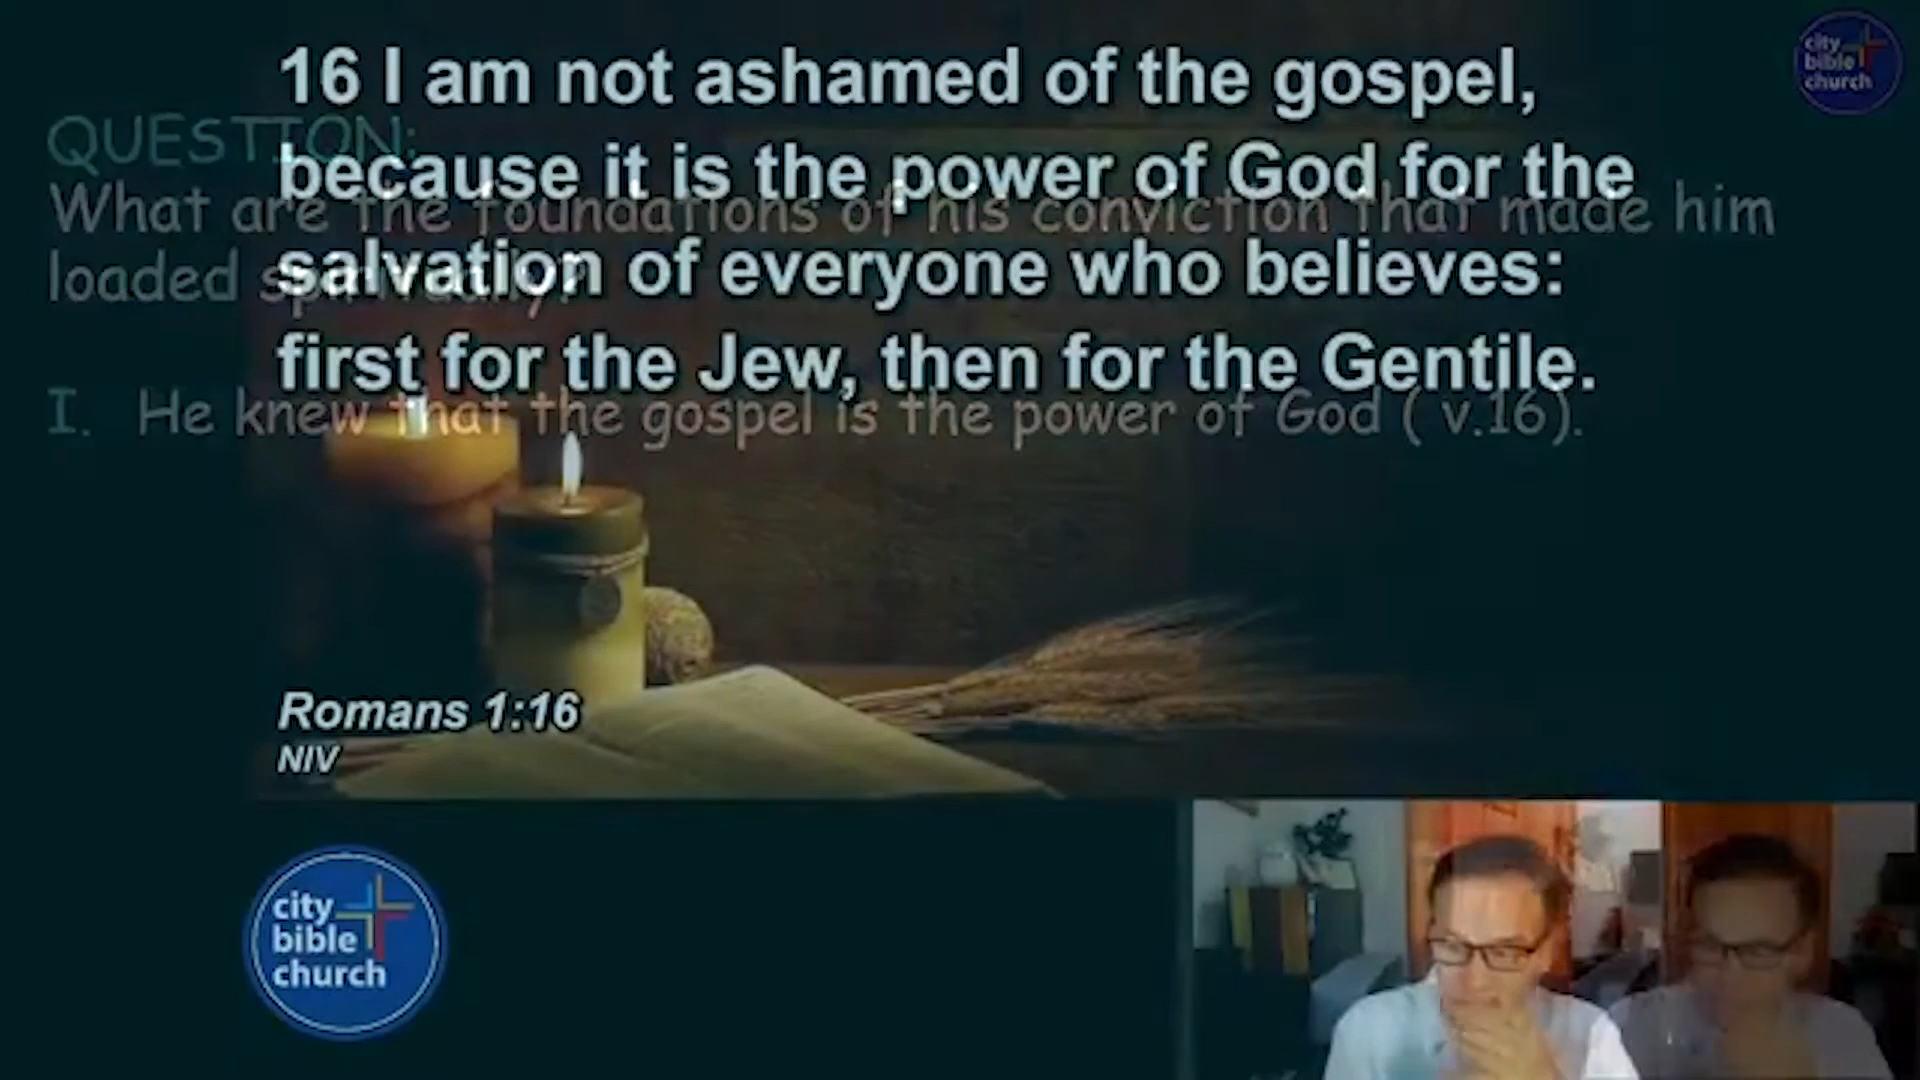 16 I am not ashamed of the gospel,
because it is the power of God for the
salvation of everyone who believes:
first for the Jew, then for the Gentile.
Romans 1:16
NIV
QUESTION:
What are the foundations of his conviction that made him
loaded spiritually?
I. He knew that the gospel is the power of God ( v.16).
city
bible
church
city
bible
church